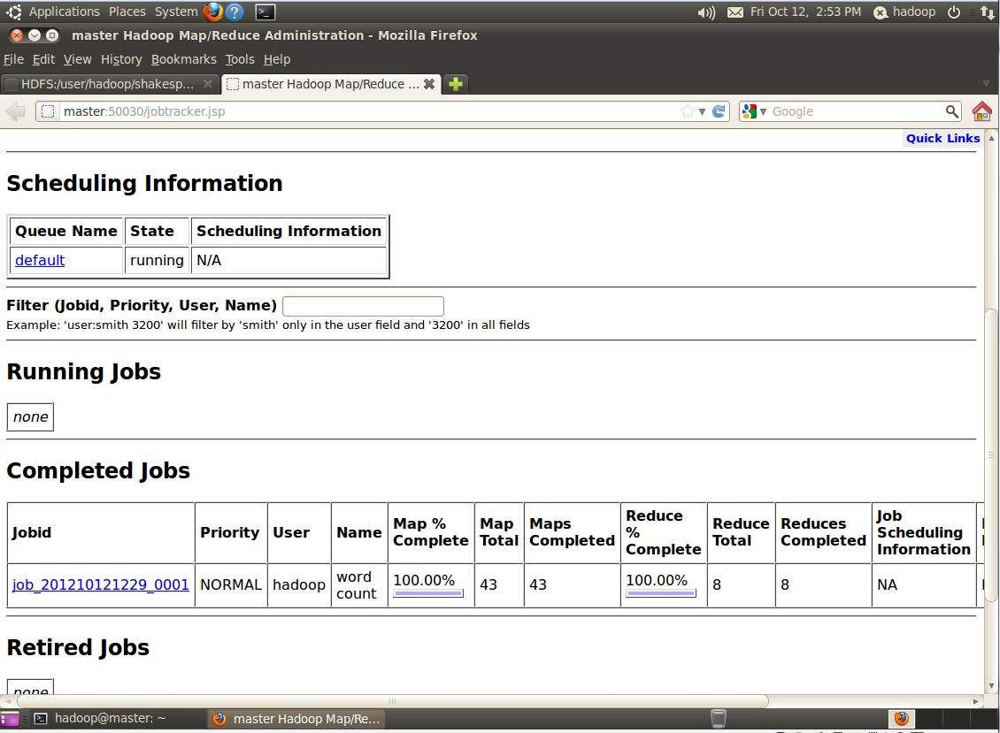 Applications Places System
Fri Oct 12, 2:53 PM hadoop
master Hadoop Map/Reduce Administration - Mozilla Firefox
File Edit View History Bookmarks Tools Help
HDFS:/user/hadoop/shakesp... master Hadoop Map/Reduce ...
master:50030/jobtracker.jsp Google
Quick Links
Scheduling Information
Queue Name State Scheduling Information
default running N/A
Filter (Jobid, Priority, User, Name)
Example: 'user:smith 3200' will filter by 'smith' only in the user field and '3200' in all fields
Running Jobs
none
Completed Jobs
Jobid Priority User Name Map % Complete Map Total Maps Completed Reduce % Complete Reduce Total Reduces Completed Job Scheduling Information
job_201210121229_0001 NORMAL hadoop word count 100.00% 43 43 100.00% 8 8 NA
Retired Jobs
none
hadoop@master: ~ master Hadoop Map/Re...